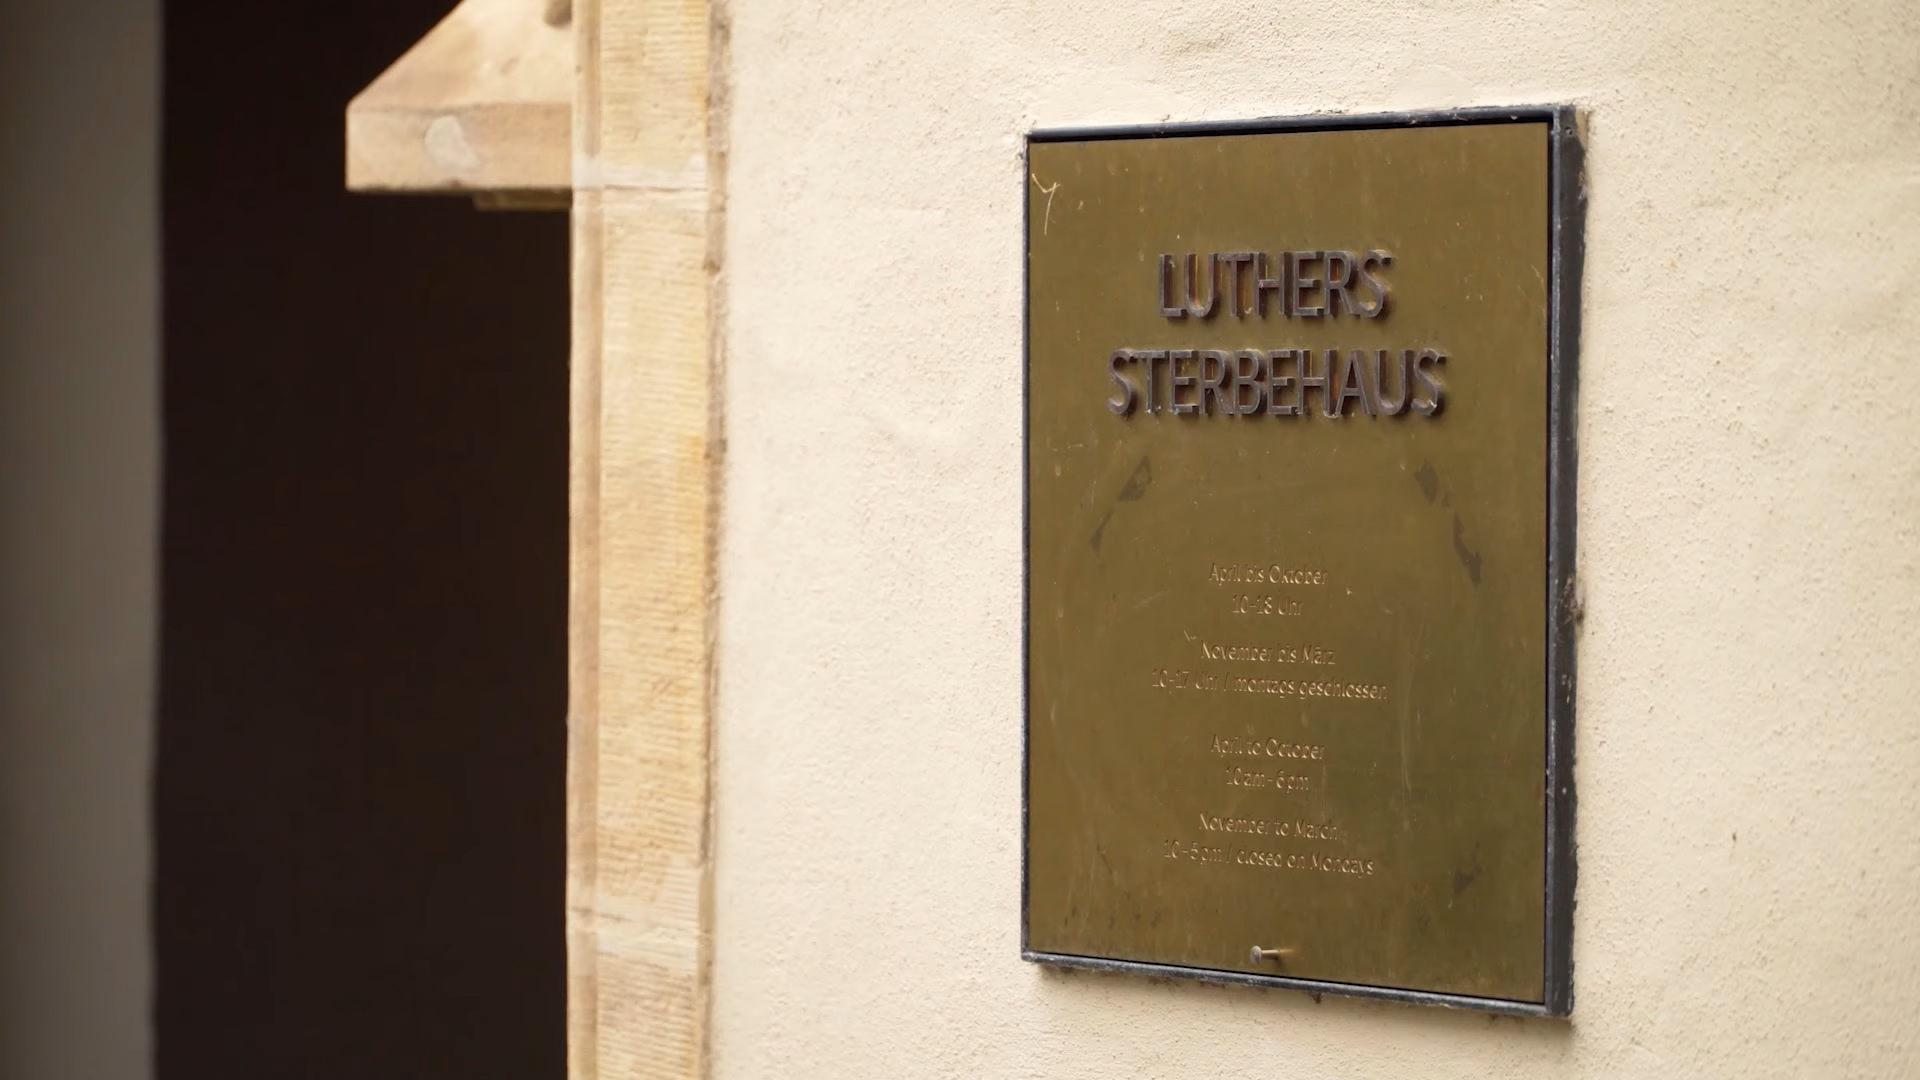 LUTHERS
STERBEHAUS
April bis Oktober
10-18 Uhr
November bis März
10-17 Uhr / montags geschlossen
April to October
10am-6pm
November to March
10-5pm / closed on Mondays